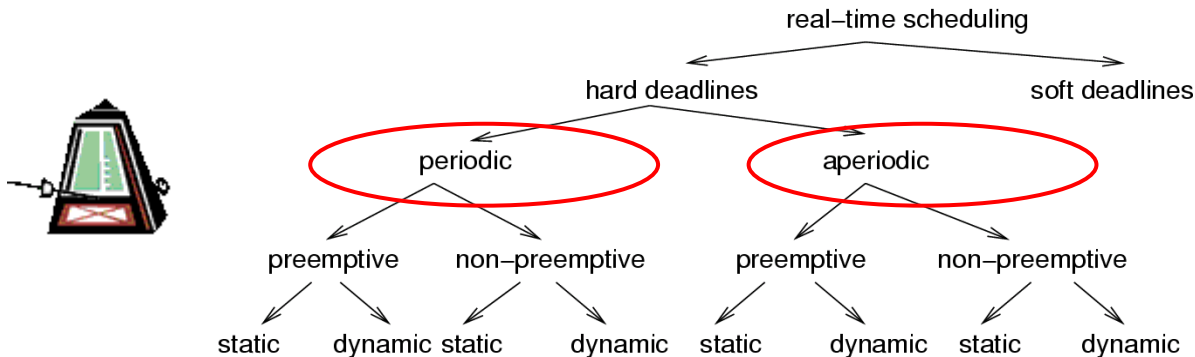 real−time scheduling
hard deadlines soft deadlines
periodic aperiodic
preemptive non−preemptive preemptive non−preemptive
static dynamic static dynamic static dynamic static dynamic